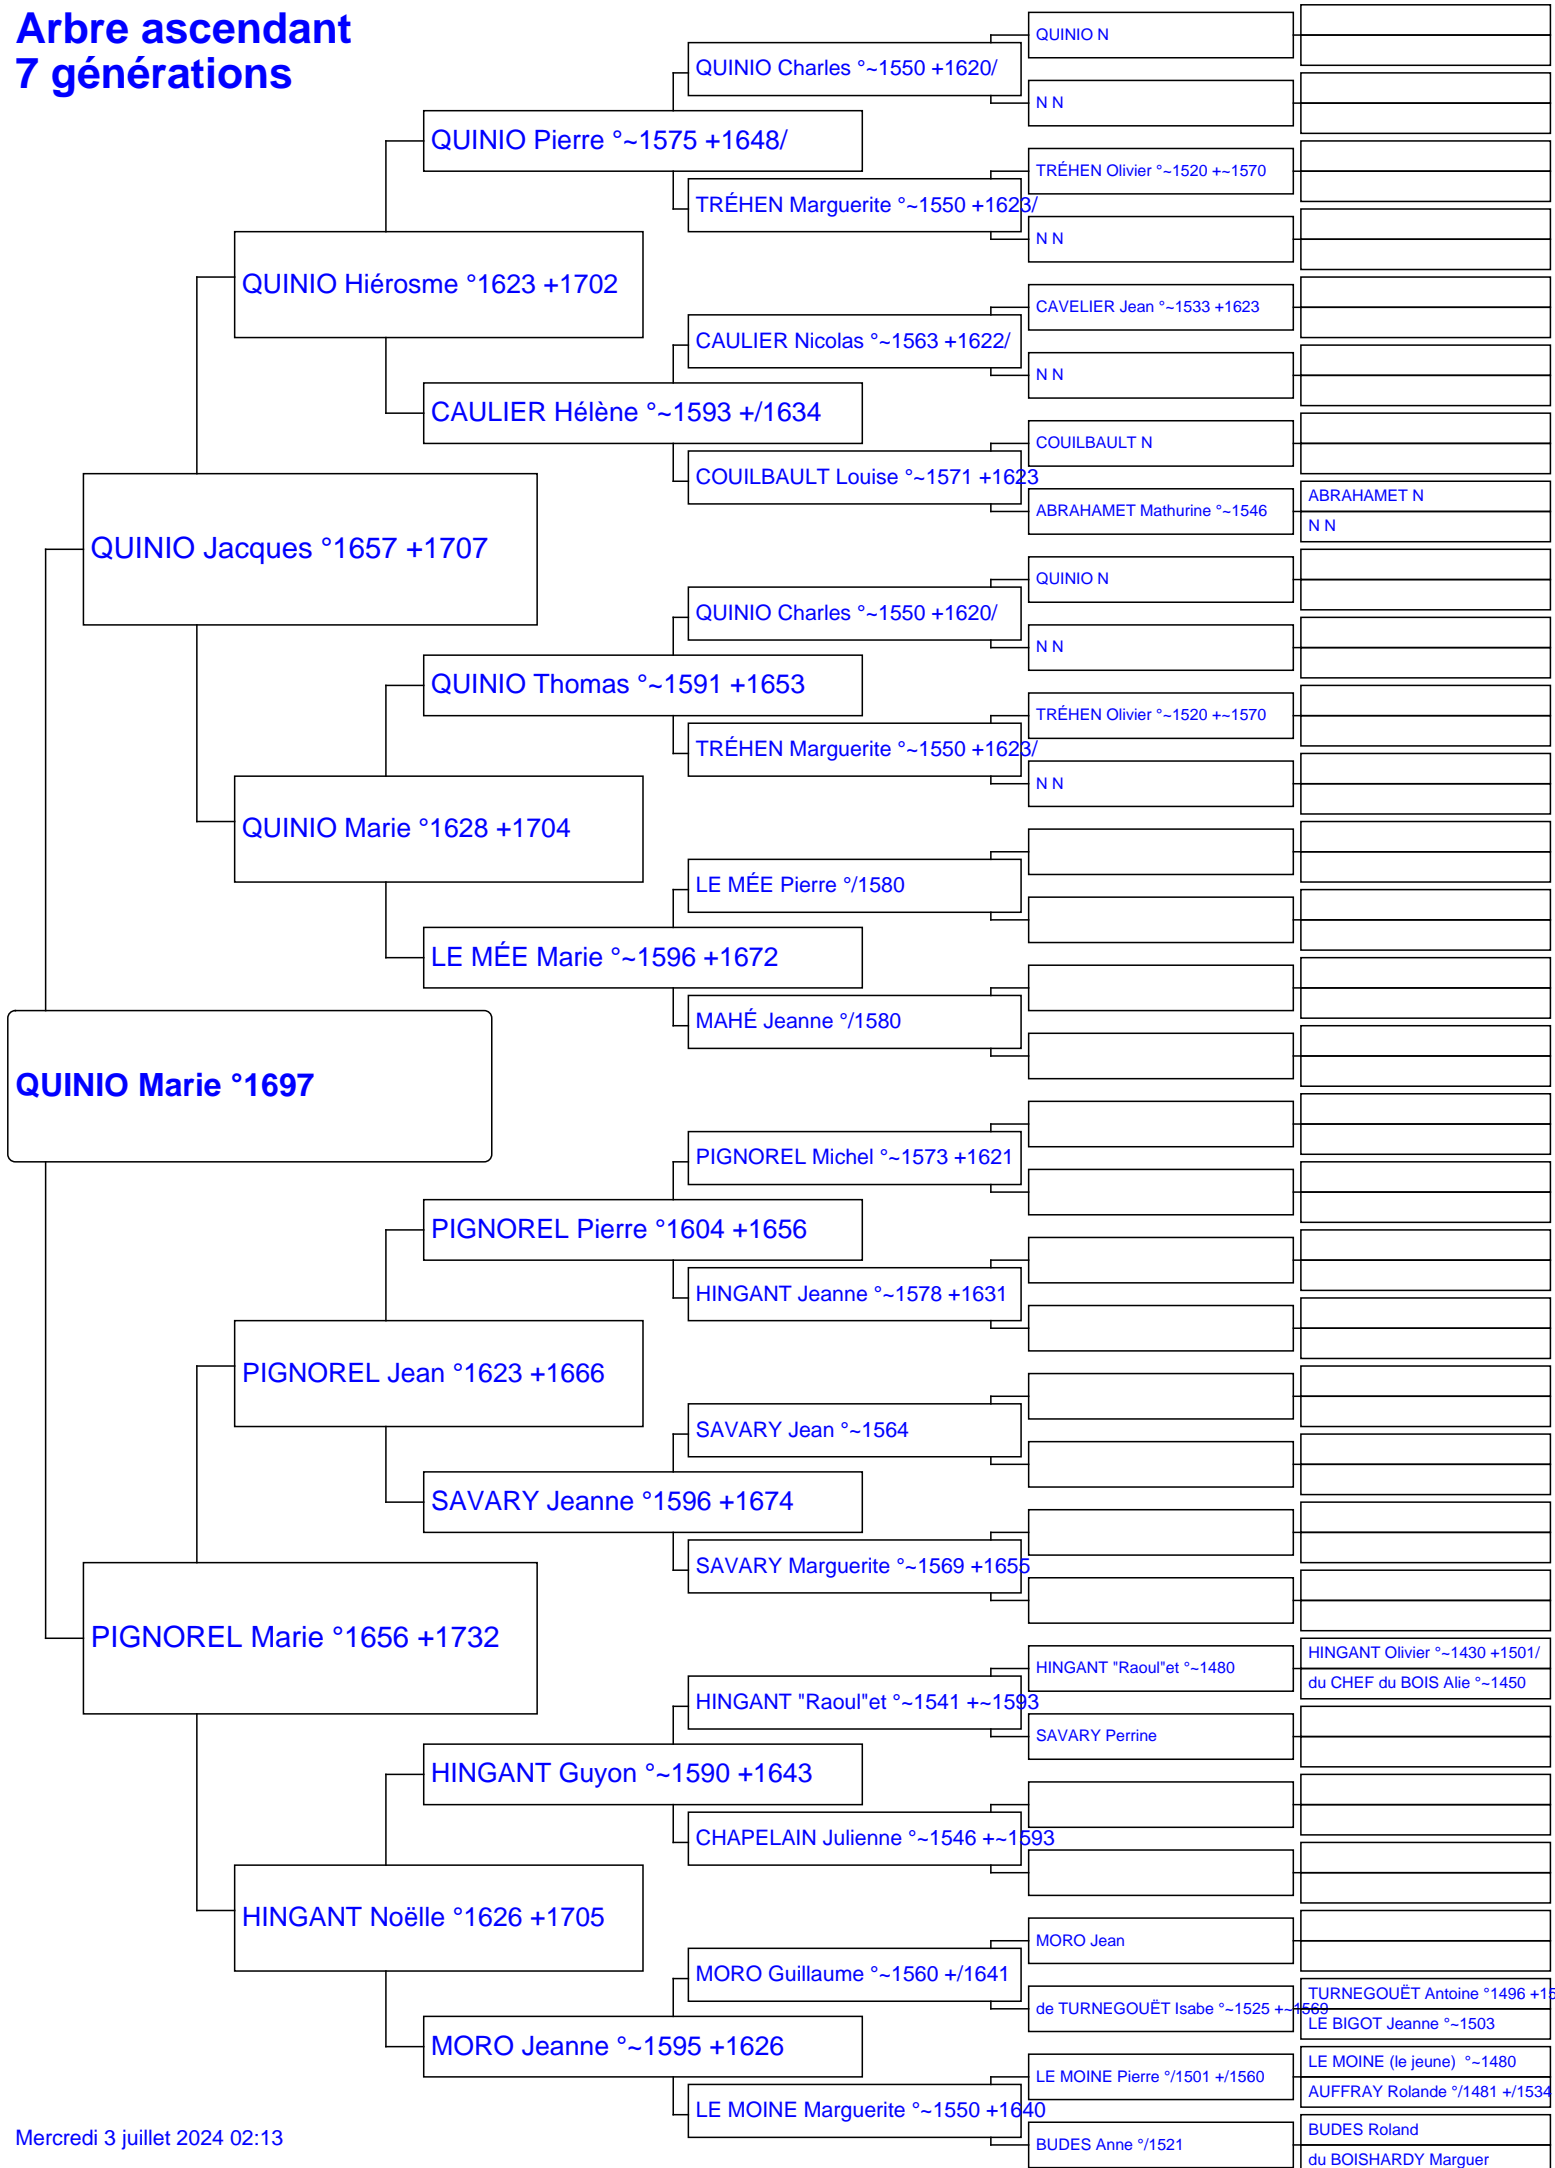 Arbre ascendant
7 générations
QUINIO N
QUINIO Charles °~1550 +1620/
N N
QUINIO Pierre °~1575 +1648/
TRÉHEN Olivier °~1520 +~1570
TRÉHEN Marguerite °~1550 +1623/
N N
QUINIO Hiérosme °1623 +1702
CAVELIER Jean °~1533 +1623
CAULIER Nicolas °~1563 +1622/
N N
CAULIER Hélène °~1593 +/1634
COUILBAULT N
COUILBAULT Louise °~1571 +1623
ABRAHAMET N
ABRAHAMET Mathurine °~1546
N N
QUINIO Jacques °1657 +1707
QUINIO N
QUINIO Charles °~1550 +1620/
N N
QUINIO Thomas °~1591 +1653
TRÉHEN Olivier °~1520 +~1570
TRÉHEN Marguerite °~1550 +1623/
N N
QUINIO Marie °1628 +1704
LE MÉE Pierre °/1580
LE MÉE Marie °~1596 +1672
MAHÉ Jeanne °/1580
QUINIO Marie °1697
PIGNOREL Michel °~1573 +1621
PIGNOREL Pierre °1604 +1656
HINGANT Jeanne °~1578 +1631
PIGNOREL Jean °1623 +1666
SAVARY Jean °~1564
SAVARY Jeanne °1596 +1674
SAVARY Marguerite °~1569 +1655
PIGNOREL Marie °1656 +1732
HINGANT Olivier °~1430 +1501/
HINGANT "Raoul"et °~1480
du CHEF du BOIS Alie °~1450
HINGANT "Raoul"et °~1541 +~1593
SAVARY Perrine
HINGANT Guyon °~1590 +1643
CHAPELAIN Julienne °~1546 +~1593
HINGANT Noëlle °1626 +1705
MORO Jean
MORO Guillaume °~1560 +/1641
TURNEGOUËT Antoine °1496 +15
de TURNEGOUËT Isabe °~1525 +~1569
LE BIGOT Jeanne °~1503
MORO Jeanne °~1595 +1626
LE MOINE (le jeune) °~1480
LE MOINE Pierre °/1501 +/1560
AUFFRAY Rolande °/1481 +/1534
LE MOINE Marguerite °~1550 +1640
BUDES Roland
BUDES Anne °/1521
du BOISHARDY Marguer
Mercredi 3 juillet 2024 02:13